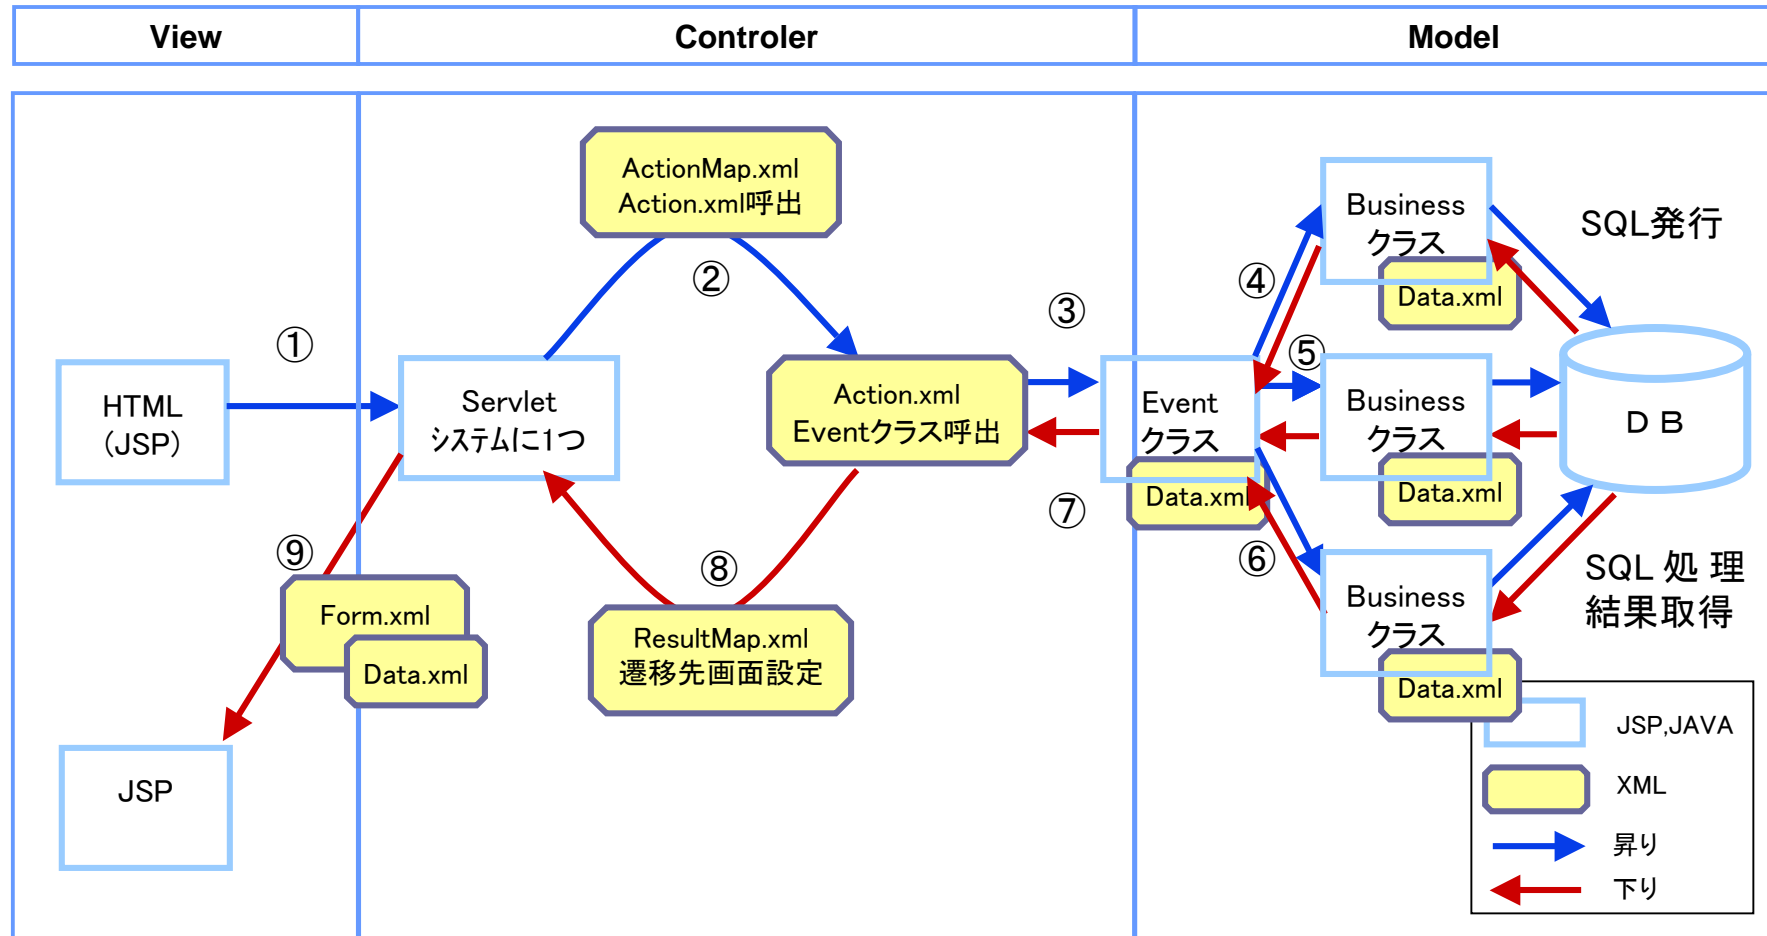 View
Controler
Model
ActionMap.xml
Action.xml呼出
②
①
HTML
(JSP)
Servlet
システムに1つ
Action.xml
Eventクラス呼出
③
⑦
⑧
ResultMap.xml
遷移先画面設定
⑨
Form.xml
Data.xml
JSP
Event
クラス
Data.xml
④
⑤
⑥
Business
クラス
Data.xml
Business
クラス
Data.xml
Business
クラス
Data.xml
SQL発行
DB
SQL処理
結果取得
JSP,JAVA
XML
昇り
下り